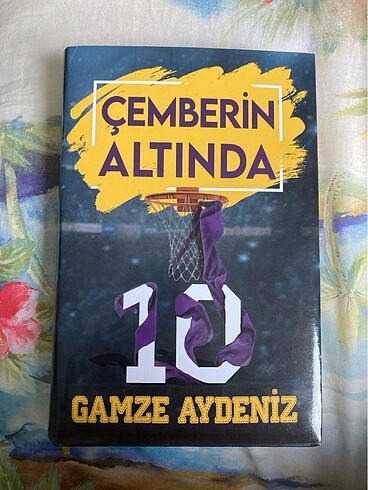 ÇEMBERİN
ALTINDA
10
GAMZE AYDENİZ